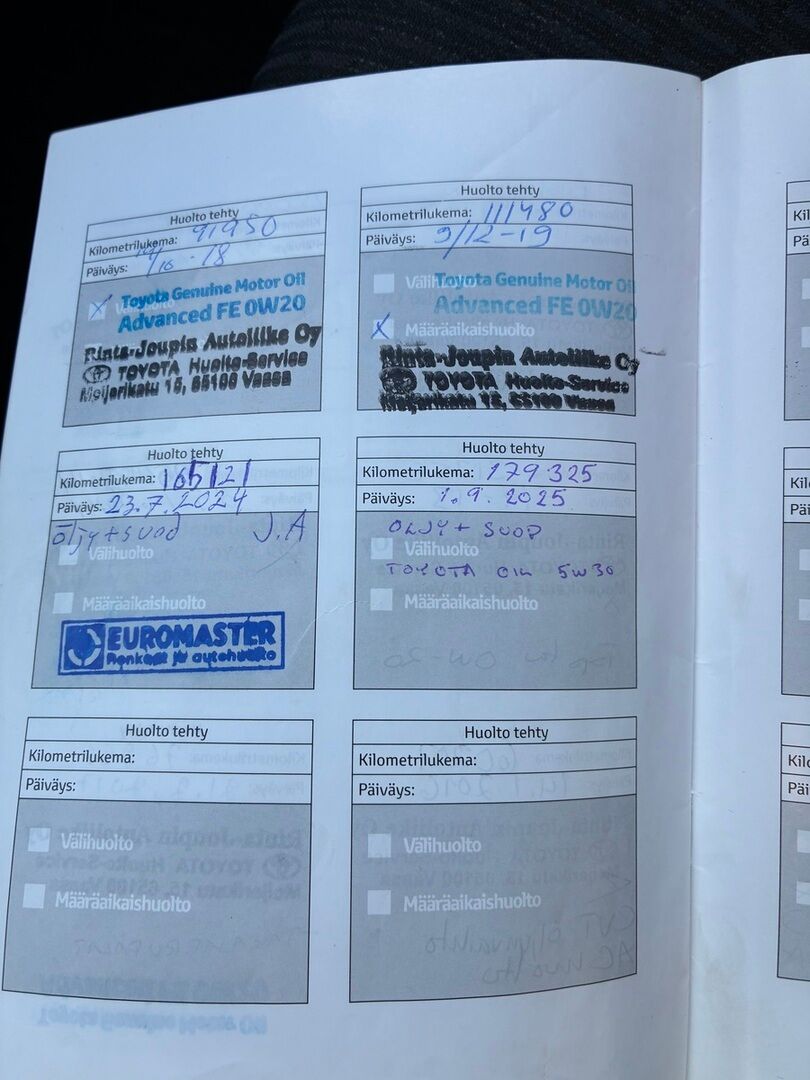 Huolto tehty
Kilometrilukema: 91950
Päiväys: /10 - 18
X Välihuolto
Toyota Genuine Motor Oil
Advanced FE 0W20
Rinta-Joupin Autoliike Oy
TOYOTA Huolto-Service
Meijerikatu 15, 65100 Vaasa
Huolto tehty
Kilometrilukema: 111480
Päiväys: 9/12-19
Välihuolto
Toyota Genuine Motor Oil
Advanced FE 0W20
X Määräaikaishuolto
Rinta-Joupin Autoliike Oy
TOYOTA Huolto-Service
Meijerikatu 15, 65100 Vaasa
Huolto tehty
Kilometrilukema: 165121
Päiväys: 23.7.2024
öljy+suod J.A
Välihuolto
Määräaikaishuolto
EUROMASTER
Renkaat ja autohuolto
Huolto tehty
Kilometrilukema: 179325
Päiväys: 1.9. 2025
ÖLJY + SUOD
Välihuolto
TOYOTA OIL 5W30
Määräaikaishuolto
Huolto tehty
Kilometrilukema:
Päiväys:
Välihuolto
Määräaikaishuolto
Huolto tehty
Kilometrilukema:
Päiväys:
Välihuolto
Määräaikaishuolto